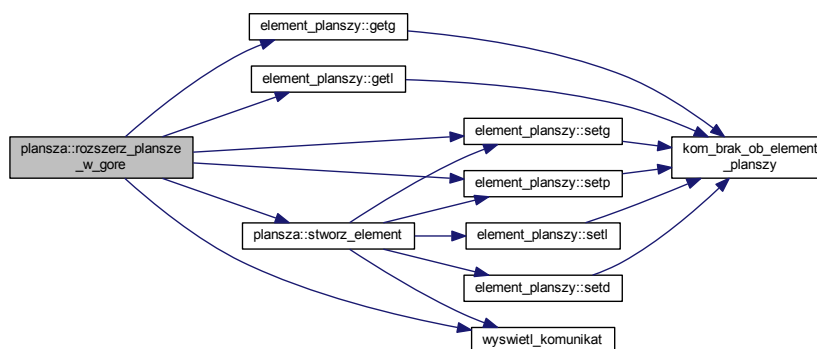 element_planszy::getg
element_planszy::getl
plansza::rozszerz_plansze
_w_gore
element_planszy::setg
kom_brak_ob_element
_planszy
element_planszy::setp
plansza::stworz_element
element_planszy::setl
element_planszy::setd
wyswietl_komunikat